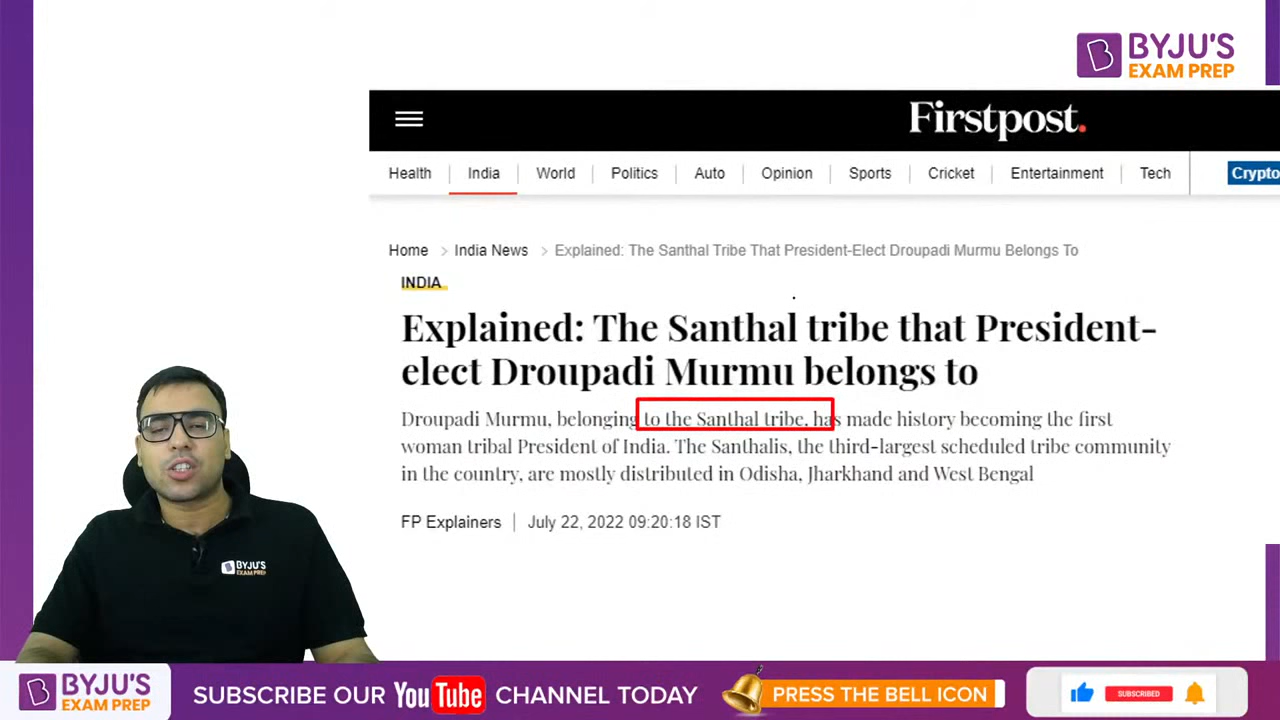 BYJU'S
EXAM PREP
Firstpost.
Health India World Politics Auto Opinion Sports Cricket Entertainment Tech Crypto
Home > India News > Explained: The Santhal Tribe That President-Elect Droupadi Murmu Belongs To
INDIA
Explained: The Santhal tribe that President-
elect Droupadi Murmu belongs to
Droupadi Murmu, belonging to the Santhal tribe, has made history becoming the first
woman tribal President of India. The Santhalis, the third-largest scheduled tribe community
in the country, are mostly distributed in Odisha, Jharkhand and West Bengal
FP Explainers | July 22, 2022 09:20:18 IST
BYJU'S
EXAM PREP
BYJU'S
EXAM PREP
SUBSCRIBE OUR YouTube CHANNEL TODAY
PRESS THE BELL ICON
SUBSCRIBED